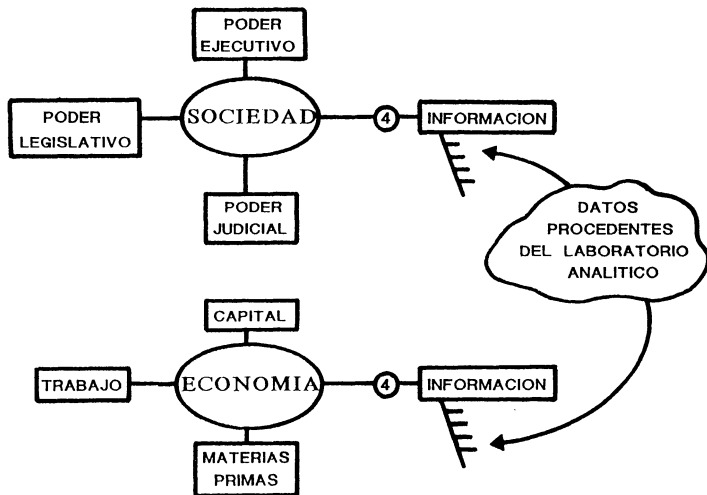 PODER
EJECUTIVO
PODER
LEGISLATIVO
SOCIEDAD
4
INFORMACION
PODER
JUDICIAL
DATOS
PROCEDENTES
DEL LABORATORIO
ANALITICO
CAPITAL
TRABAJO
ECONOMIA
4
INFORMACION
MATERIAS
PRIMAS